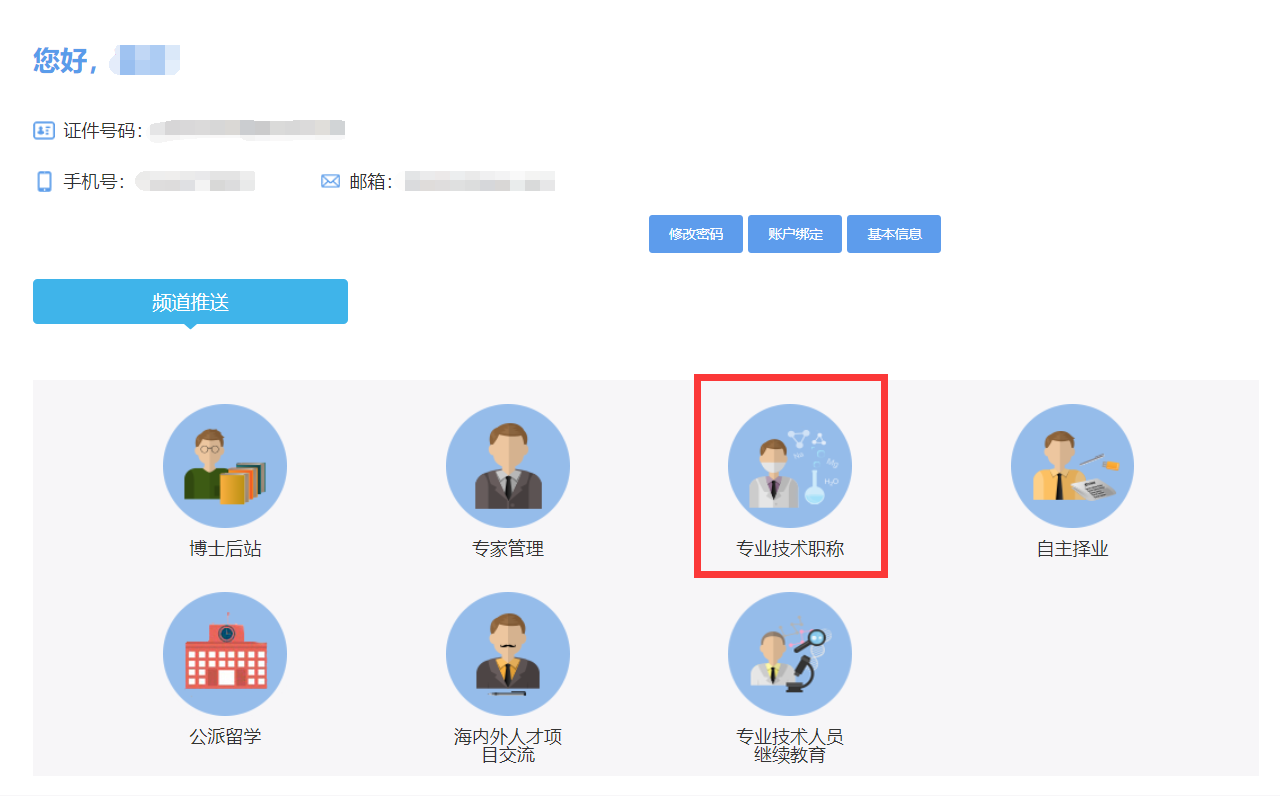 您好，
证件号码：
手机号：
邮箱：
修改密码
账户绑定
基本信息
频道推送
博士后站
专家管理
专业技术职称
自主择业
公派留学
海内外人才项
目交流
专业技术人员
继续教育
Na
Mg
H₂O